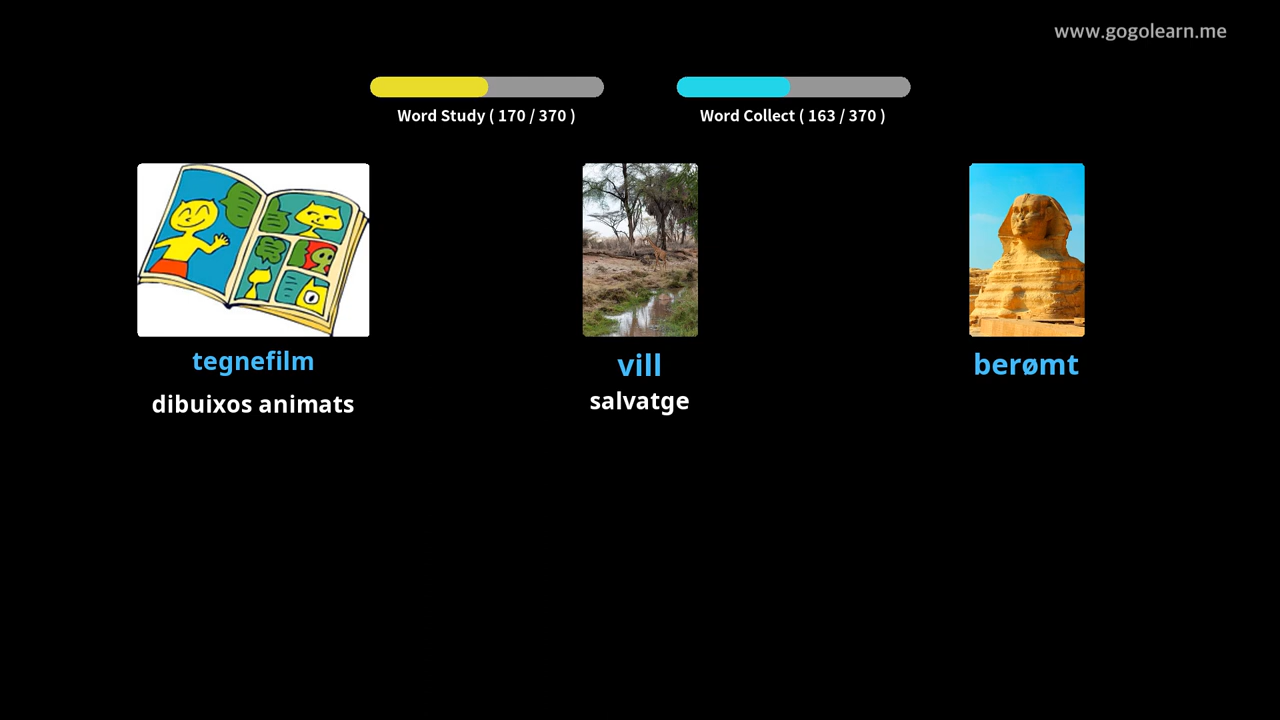 www.gogolearn.me
Word Study ( 170 / 370 )
Word Collect ( 163 / 370 )
tegnefilm
dibuixos animats
vill
salvatge
berømt